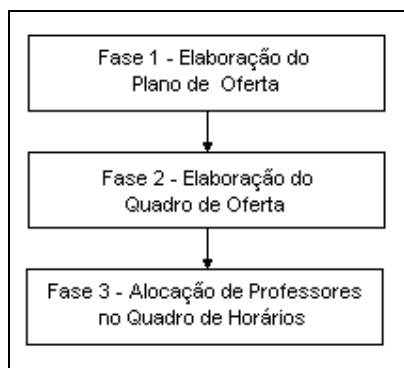 Fase 1 - Elaboração do
Plano de Oferta
Fase 2 - Elaboração do
Quadro de Oferta
Fase 3 - Alocação de Professores
no Quadro de Horários